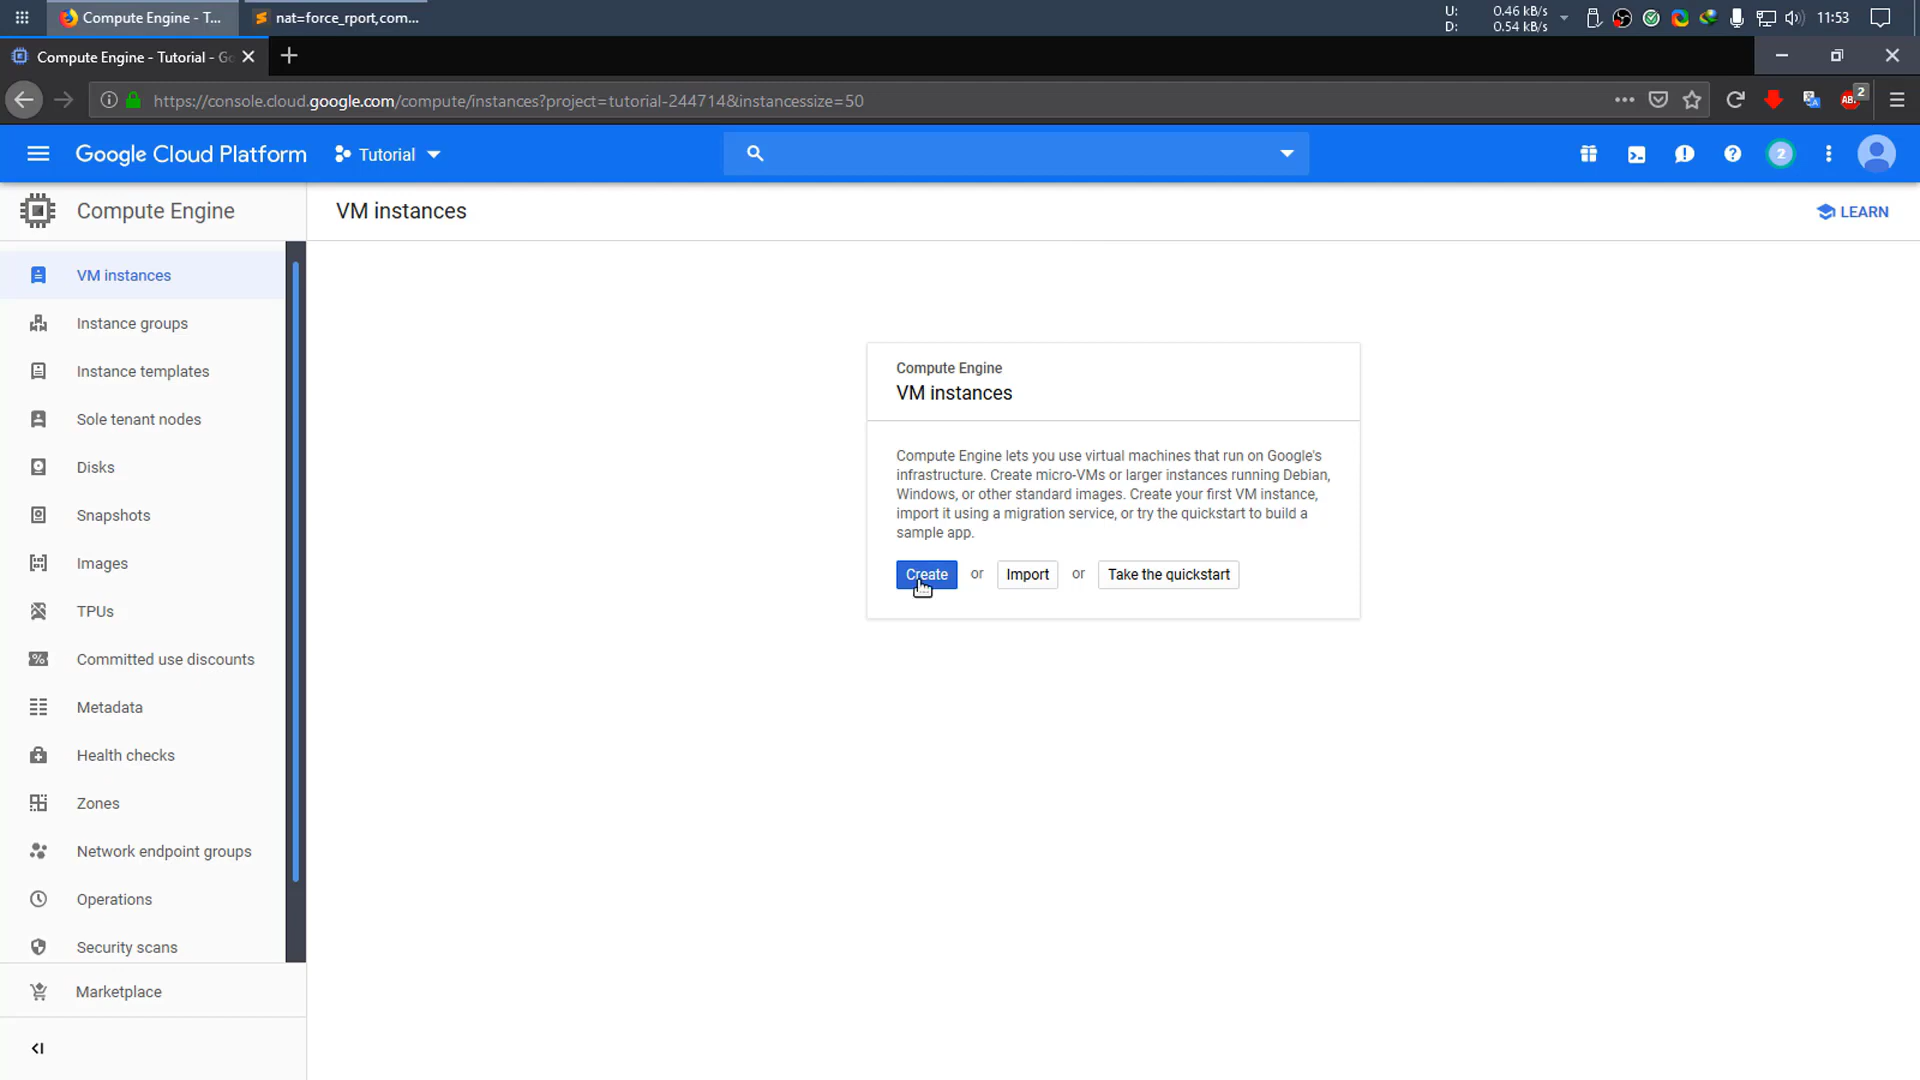 Compute Engine - T...
nat=force_rport,com...
U: 0.46 kB/s
D: 0.54 kB/s
11:53
Compute Engine - Tutorial - Go
https://console.cloud.google.com/compute/instances?project=tutorial-244714&instancessize=50
ABP
2
Google Cloud Platform
Tutorial
2
Compute Engine
VM instances
LEARN
VM instances
Instance groups
Instance templates
Sole tenant nodes
Disks
Snapshots
Images
TPUs
Committed use discounts
Metadata
Health checks
Zones
Network endpoint groups
Operations
Security scans
Marketplace
Compute Engine
VM instances
Compute Engine lets you use virtual machines that run on Google's
infrastructure. Create micro-VMs or larger instances running Debian,
Windows, or other standard images. Create your first VM instance,
import it using a migration service, or try the quickstart to build a
sample app.
Create or Import or Take the quickstart